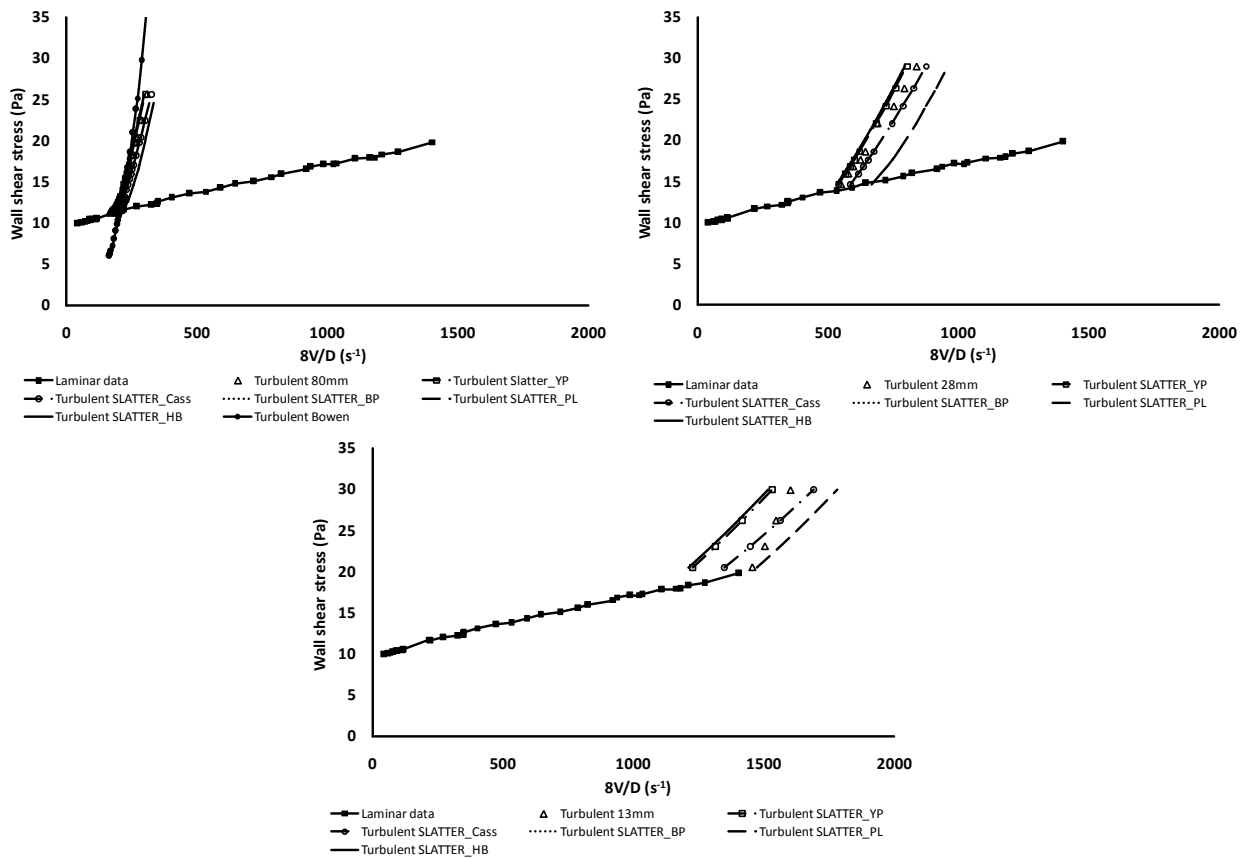 35
30
25
20
15
10
5
0
Wall shear stress (Pa)
0 500 1000 1500 2000
8V/D (s-1)
Laminar data Turbulent 80mm Turbulent Slatter_YP
Turbulent SLATTER_Cass Turbulent SLATTER_BP Turbulent SLATTER_PL
Turbulent SLATTER_HB Turbulent Bowen
35
30
25
20
15
10
5
0
Wall shear stress (Pa)
0 500 1000 1500 2000
8V/D (s-1)
Laminar data Turbulent 28mm Turbulent SLATTER_YP
Turbulent SLATTER_Cass Turbulent SLATTER_BP Turbulent SLATTER_PL
Turbulent SLATTER_HB
35
30
25
20
15
10
5
0
Wall shear stress (Pa)
0 500 1000 1500 2000
8V/D (s-1)
Laminar data Turbulent 13mm Turbulent SLATTER_YP
Turbulent SLATTER_Cass Turbulent SLATTER_BP Turbulent SLATTER_PL
Turbulent SLATTER_HB